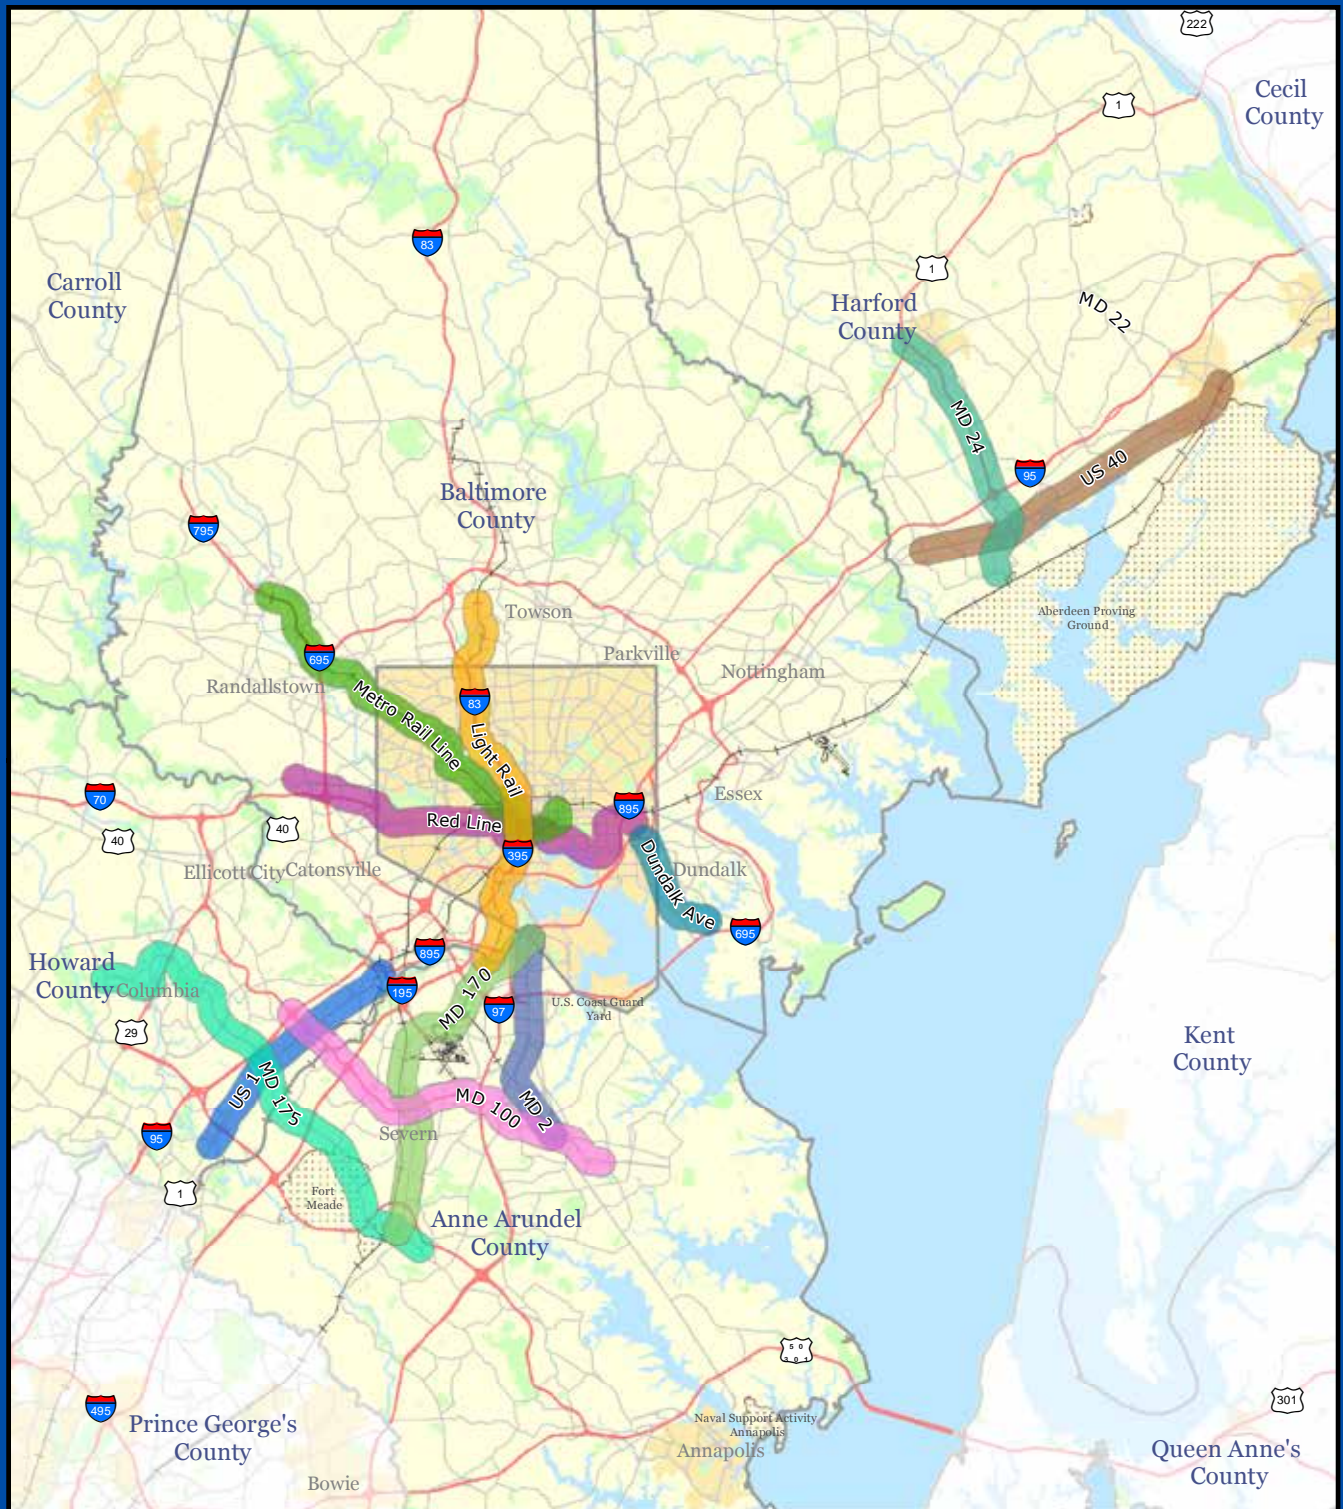 222
Cecil
County
1
83
1
Carroll
County
Harford
County
MD 22
MD 24
95
US 40
Baltimore
County
795
Towson
Aberdeen Proving
Ground
695
Parkville
Nottingham
Randallstown
83
Metro Rail Line
Light Rail
70
Essex
895
40
40
Red Line
395
Ellicott City
Catonsville
Dundalk
Dundalk Ave
695
895
Howard
County
Columbia
195
MD 170
97
U.S. Coast Guard
Yard
29
Kent
County
US 1
MD 175
MD 100
MD 2
95
Severn
1
Fort
Meade
Anne Arundel
County
50
301
495
Prince George's
County
Naval Support Activity
Annapolis
Annapolis
301
Queen Anne's
County
Bowie